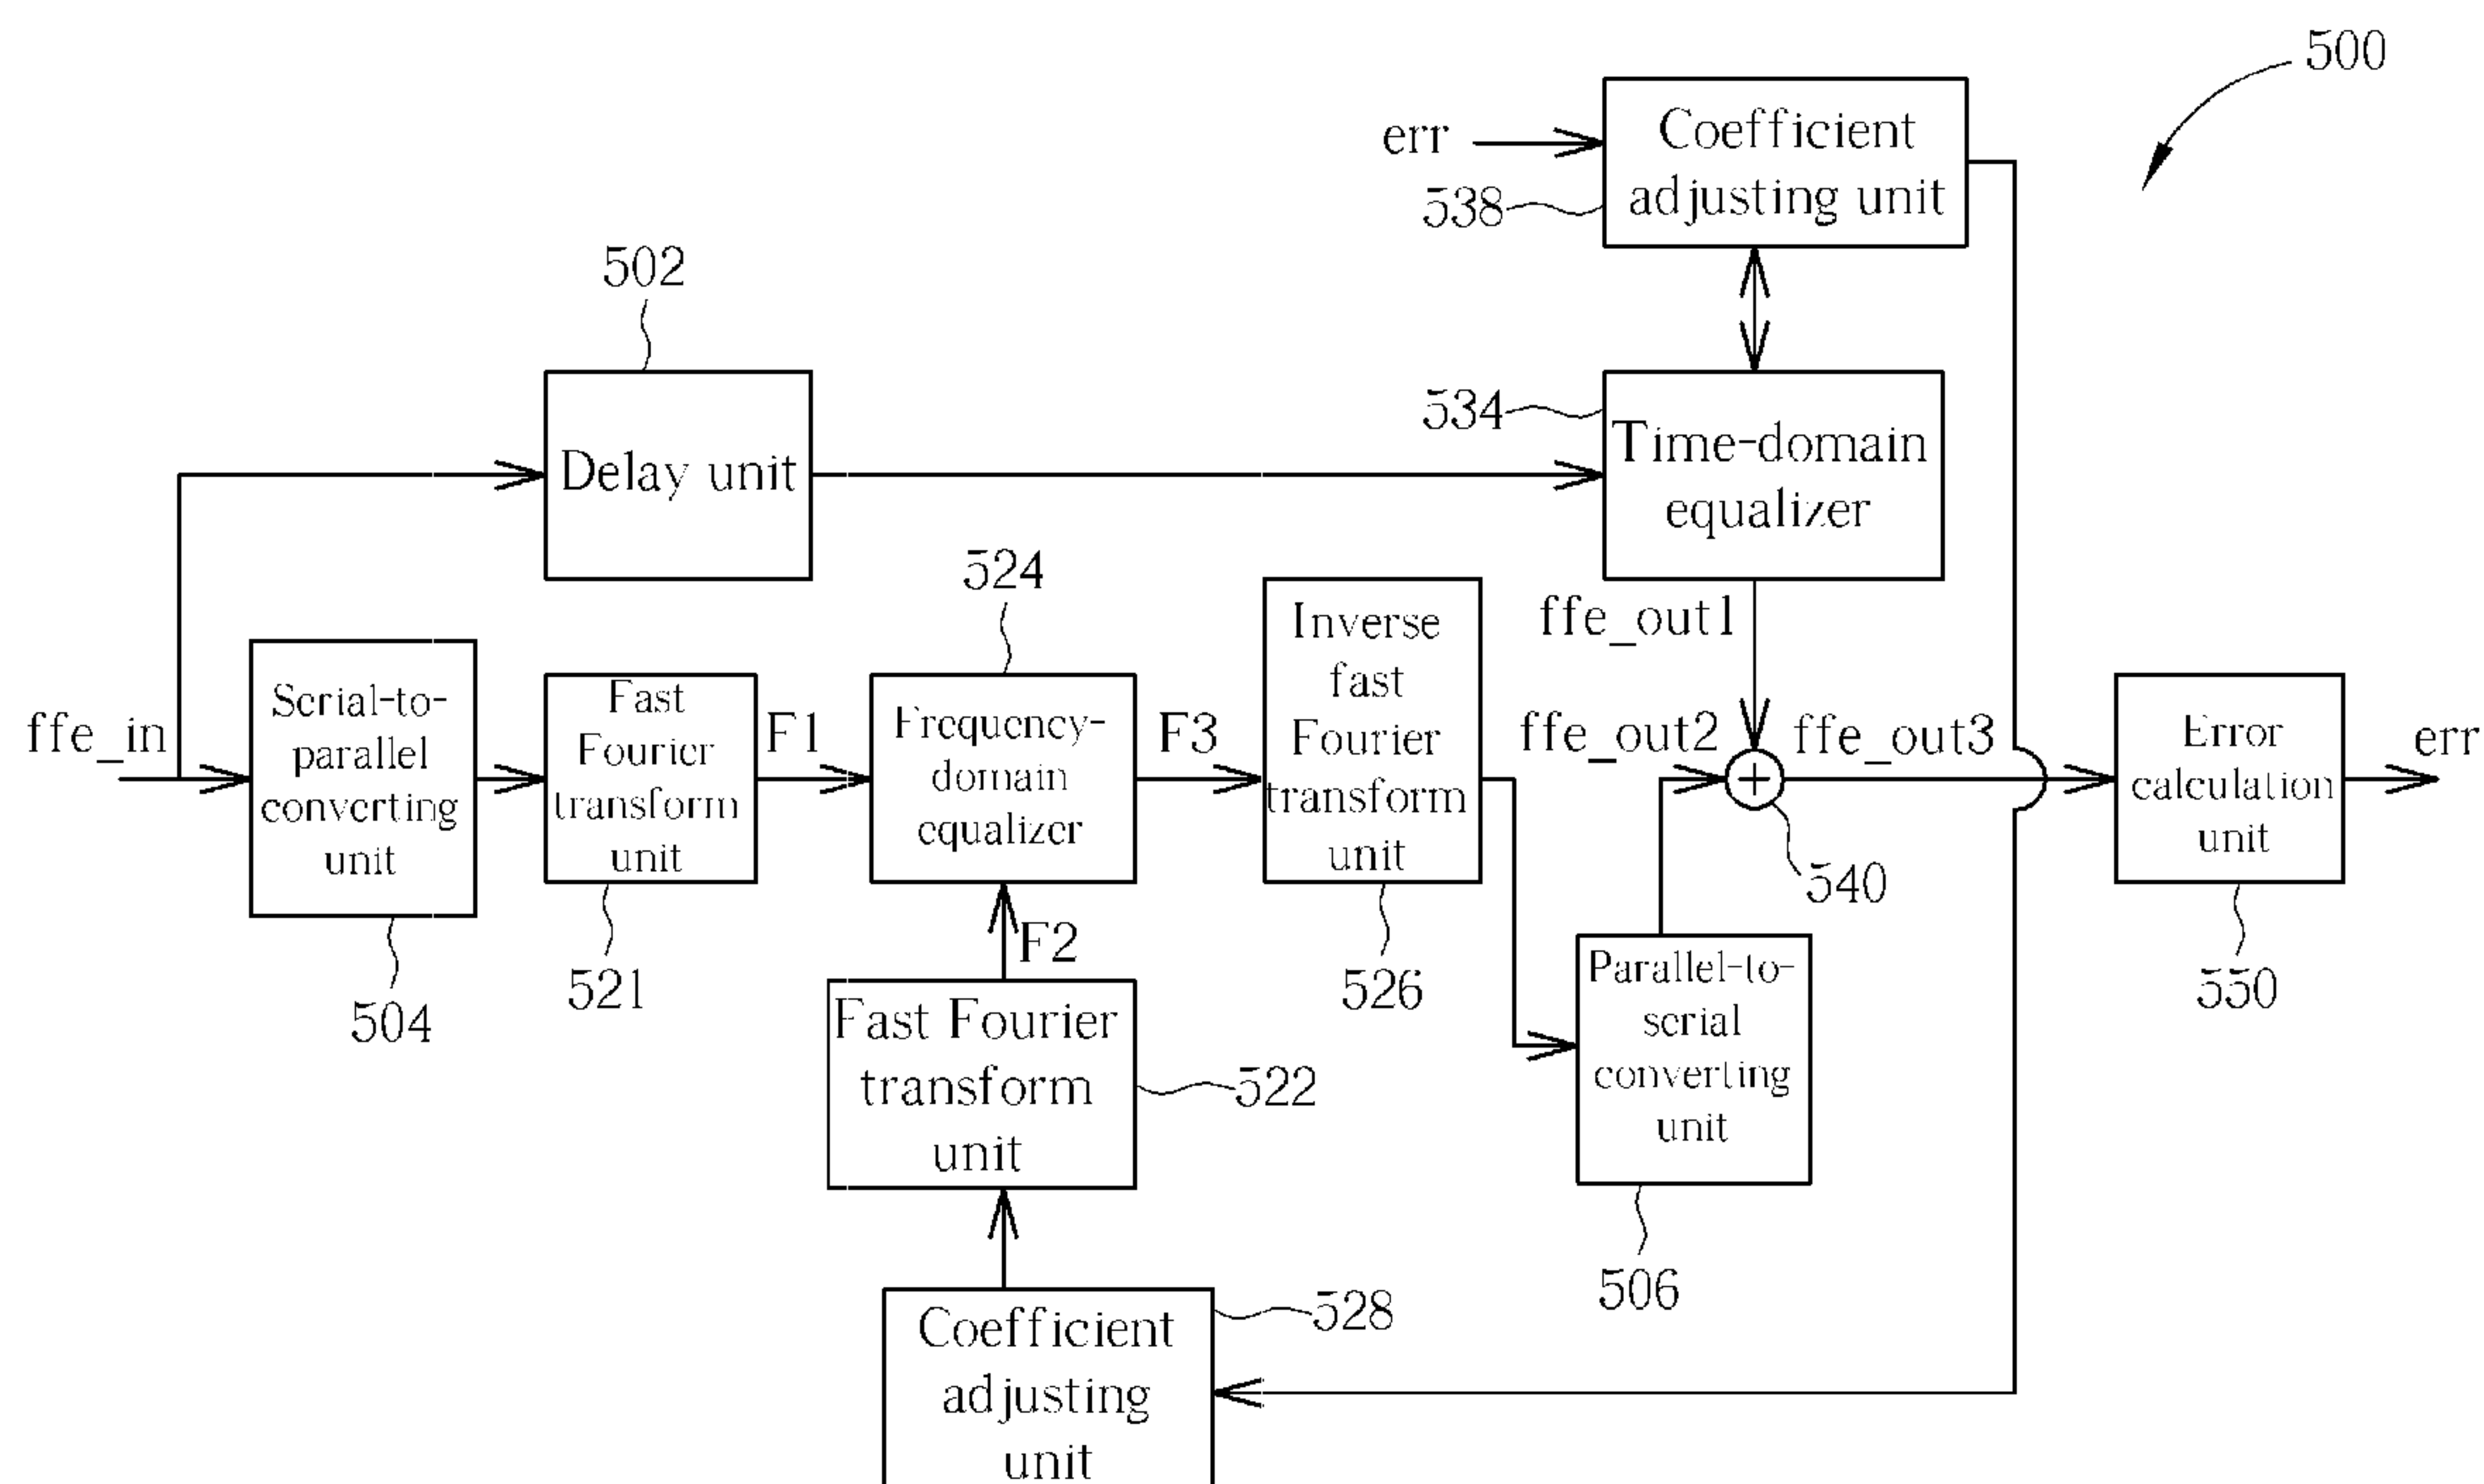 500
err
Coefficient
adjusting unit
538
502
Delay unit
534
Time-domain
equalizer
ffe_in
Serial-to-
parallel
converting
unit
504
Fast
Fourier
transform
unit
521
F1
524
Frequency-
domain
equalizer
F3
Inverse
fast
Fourier
transform
unit
526
ffe_out1
ffe_out2
+
ffe_out3
540
Error
calculation
unit
550
err
F2
Fast Fourier
transform
unit
522
Parallel-to-
serial
converting
unit
506
Coefficient
adjusting
unit
528